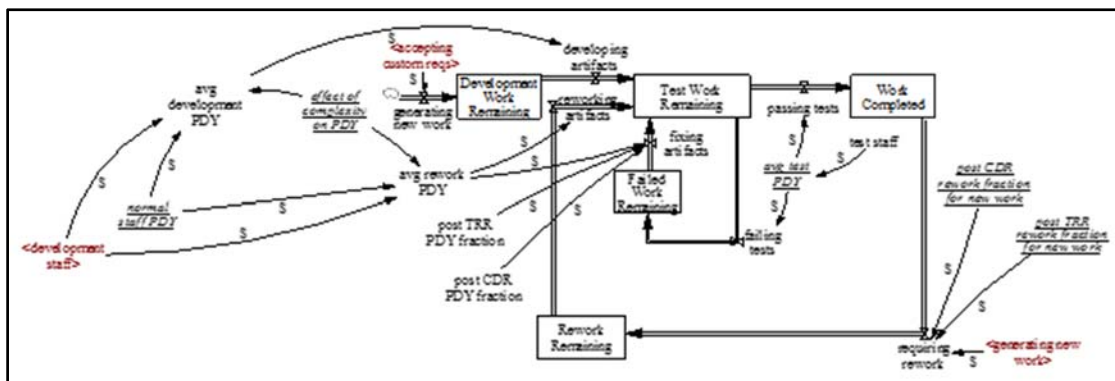 <accepting
custom reqs>
S
developing
artifacts
S
avg
development
PDY
effect of
complexity
on PDY
generating
new work
Development
Work
Remaining
reworking
artifacts
Test Work
Remaining
passing tests
Work
Completed
S
S
S
fixing
artifacts
S
test staff
avg rework
PDY
S
S
avg test
PDY
S
post CDR
rework fraction
for new work
normal
staff PDY
S
Failed
Work
Remaining
S
S
S
post TRR
PDY fraction
post TRR
rework fraction
for new work
<development
staff>
S
failing
tests
post CDR
PDY fraction
S
S
Rework
Remaining
requiring
rework
S
<generating new
work>